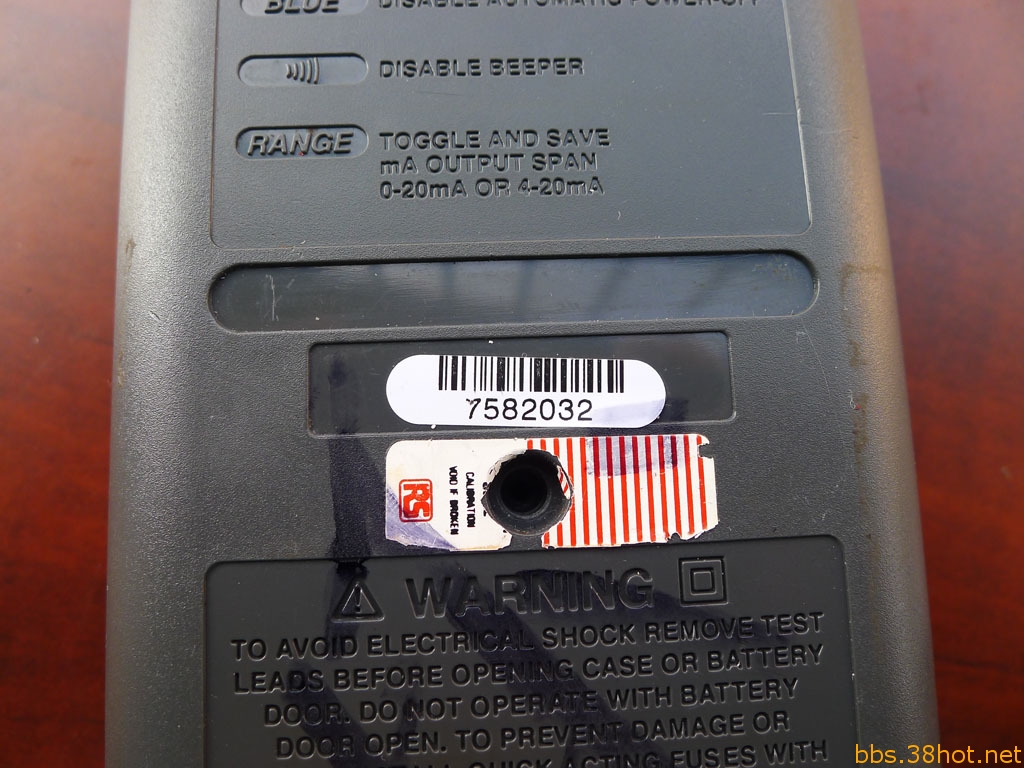 BLUE DISABLE AUTOMATIC POWER-OFF
DISABLE BEEPER
RANGE TOGGLE AND SAVE
mA OUTPUT SPAN
0-20mA OR 4-20mA
7582032
RS
CALIBRATION
VOID IF BROKEN
WARNING
TO AVOID ELECTRICAL SHOCK REMOVE TEST
LEADS BEFORE OPENING CASE OR BATTERY
DOOR. DO NOT OPERATE WITH BATTERY
DOOR OPEN. TO PREVENT DAMAGE OR
QUICK ACTING FUSES WITH
bbs.38hot.net